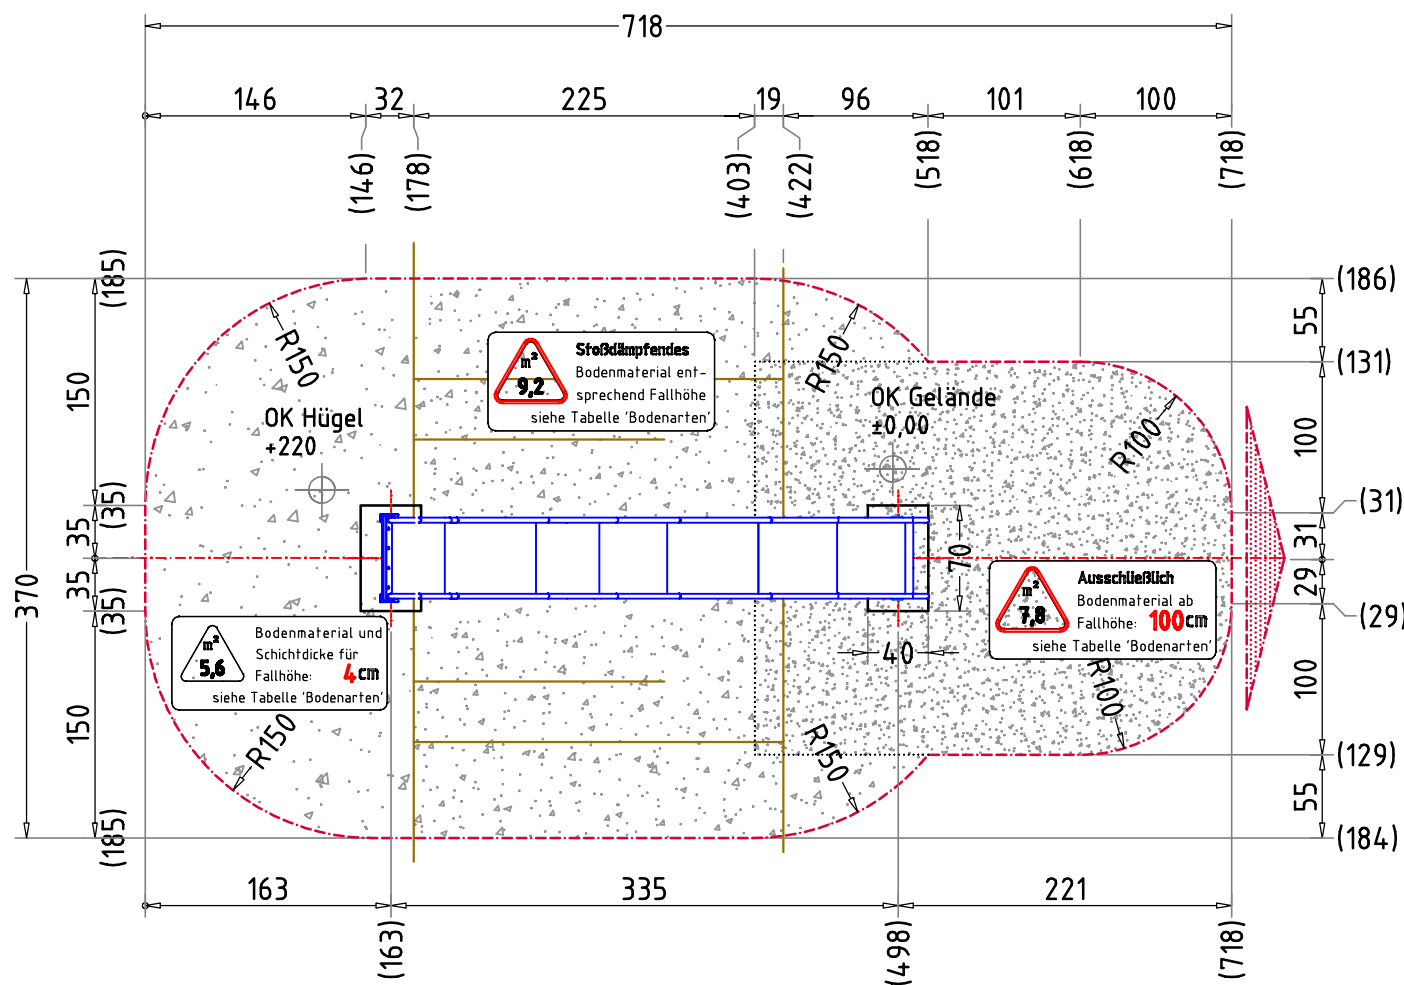 718
146
32
225
19
96
101
100
(146)
(178)
(403)
(422)
(518)
(618)
(718)
(185)
(186)
55
R150
R150
(131)
150
m²
9,2
Stoßdämpfendes
Bodenmaterial ent-
sprechend Fallhöhe
siehe Tabelle 'Bodenarten'
OK Hügel
+220
OK Gelände
±0,00
R100
100
(35)
(31)
35
31
370
70
35
29
(35)
(29)
m²
7,8
Ausschließlich
Bodenmaterial ab
Fallhöhe: 100cm
siehe Tabelle 'Bodenarten'
m²
5,6
Bodenmaterial und
Schichtdicke für
Fallhöhe: 4cm
siehe Tabelle 'Bodenarten'
40
R100
100
150
R150
R150
(129)
55
(185)
(184)
163
335
221
(163)
(498)
(718)